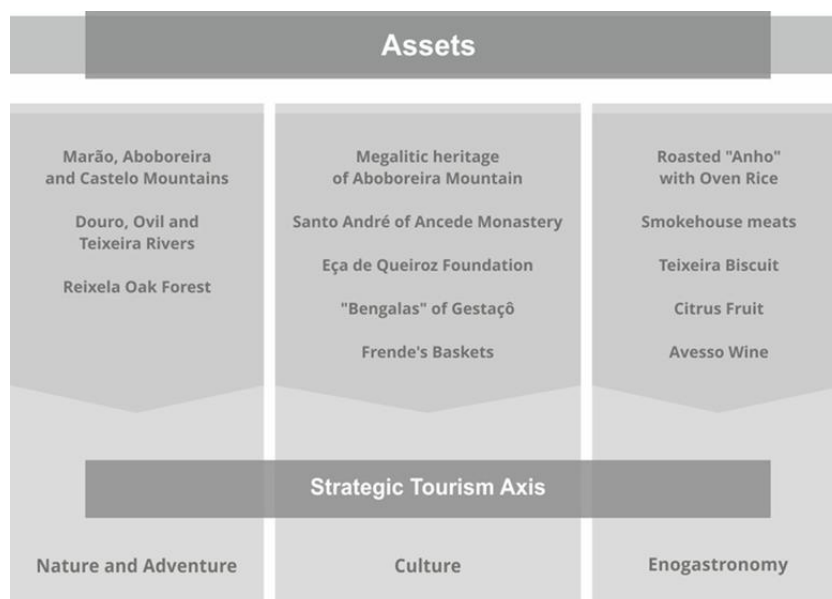 Assets
Marão, Aboboreira
and Castelo Mountains
Douro, Ovil and
Teixeira Rivers
Reixela Oak Forest
Megalitic heritage
of Aboboreira Mountain
Santo André of Ancede Monastery
Eça de Queiroz Foundation
"Bengalas" of Gestaçô
Frende's Baskets
Roasted "Anho"
with Oven Rice
Smokehouse meats
Teixeira Biscuit
Citrus Fruit
Avesso Wine
Strategic Tourism Axis
Nature and Adventure
Culture
Enogastronomy